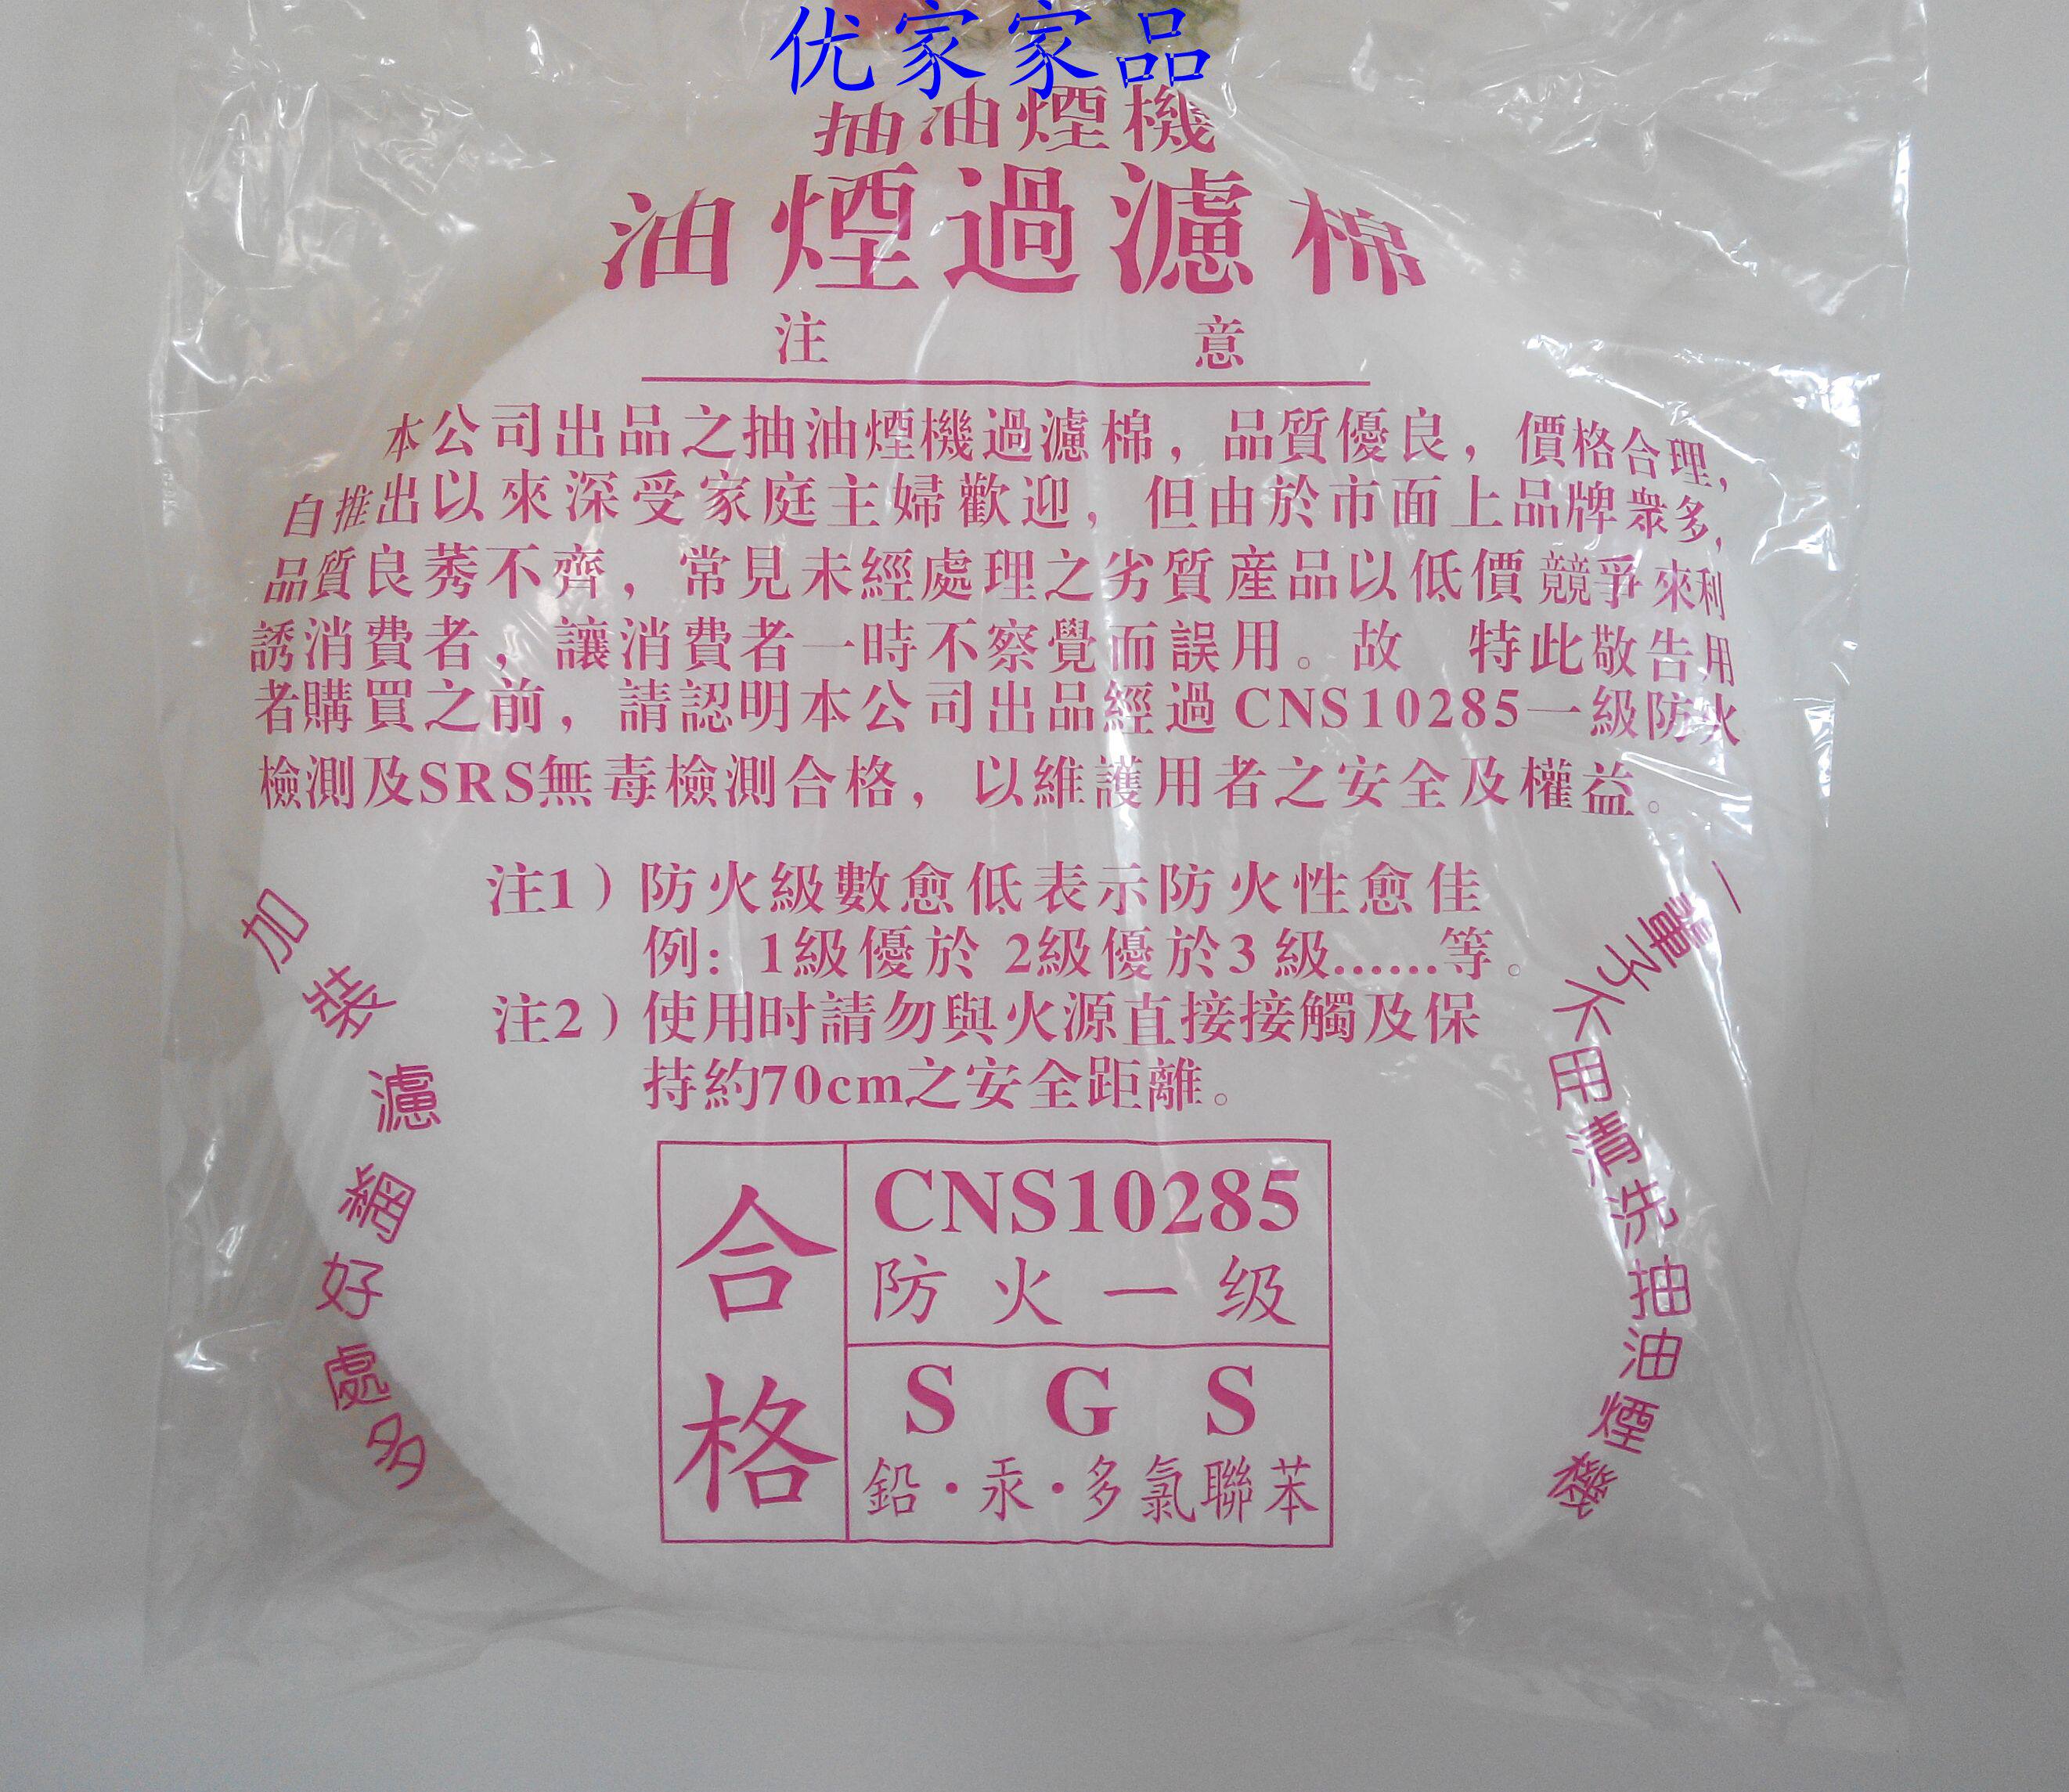 优家家品
抽油煙機
油煙過濾棉
注意
本公司出品之抽油煙機過濾棉，品質優良，價格合理，
自推出以來深受家庭主婦歡迎，但由於市面上品牌衆多，
品質良莠不齊，常見未經處理之劣質産品以低價競爭來利
誘消費者，讓消費者一時不察覺而誤用。故 特此敬告用
者購買之前，請認明本公司出品經過CNS10285一級防火
檢測及SRS無毒檢測合格，以維護用者之安全及權益。
注1）防火級數愈低表示防火性愈佳
例：1級優於 2級優於3級......等。
注2）使用时請勿與火源直接接觸及保
持約70cm之安全距離。
加裝濾網好處多
一輩子不用清洗抽油煙機
合格
CNS10285
防火一级
SGS
鉛·汞·多氯聯苯